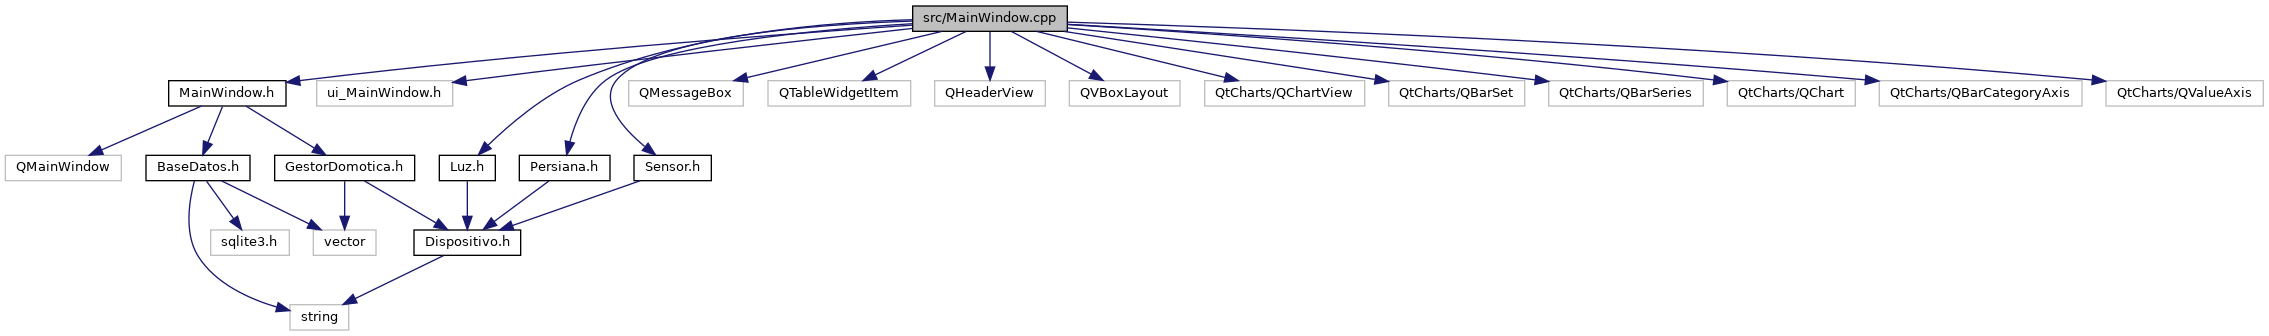 src/MainWindow.cpp
MainWindow.h
ui_MainWindow.h
QMessageBox
QTableWidgetItem
QHeaderView
QVBoxLayout
QtCharts/QChartView
QtCharts/QBarSet
QtCharts/QBarSeries
QtCharts/QChart
QtCharts/QBarCategoryAxis
QtCharts/QValueAxis
QMainWindow
BaseDatos.h
GestorDomotica.h
Luz.h
Persiana.h
Sensor.h
sqlite3.h
vector
Dispositivo.h
string